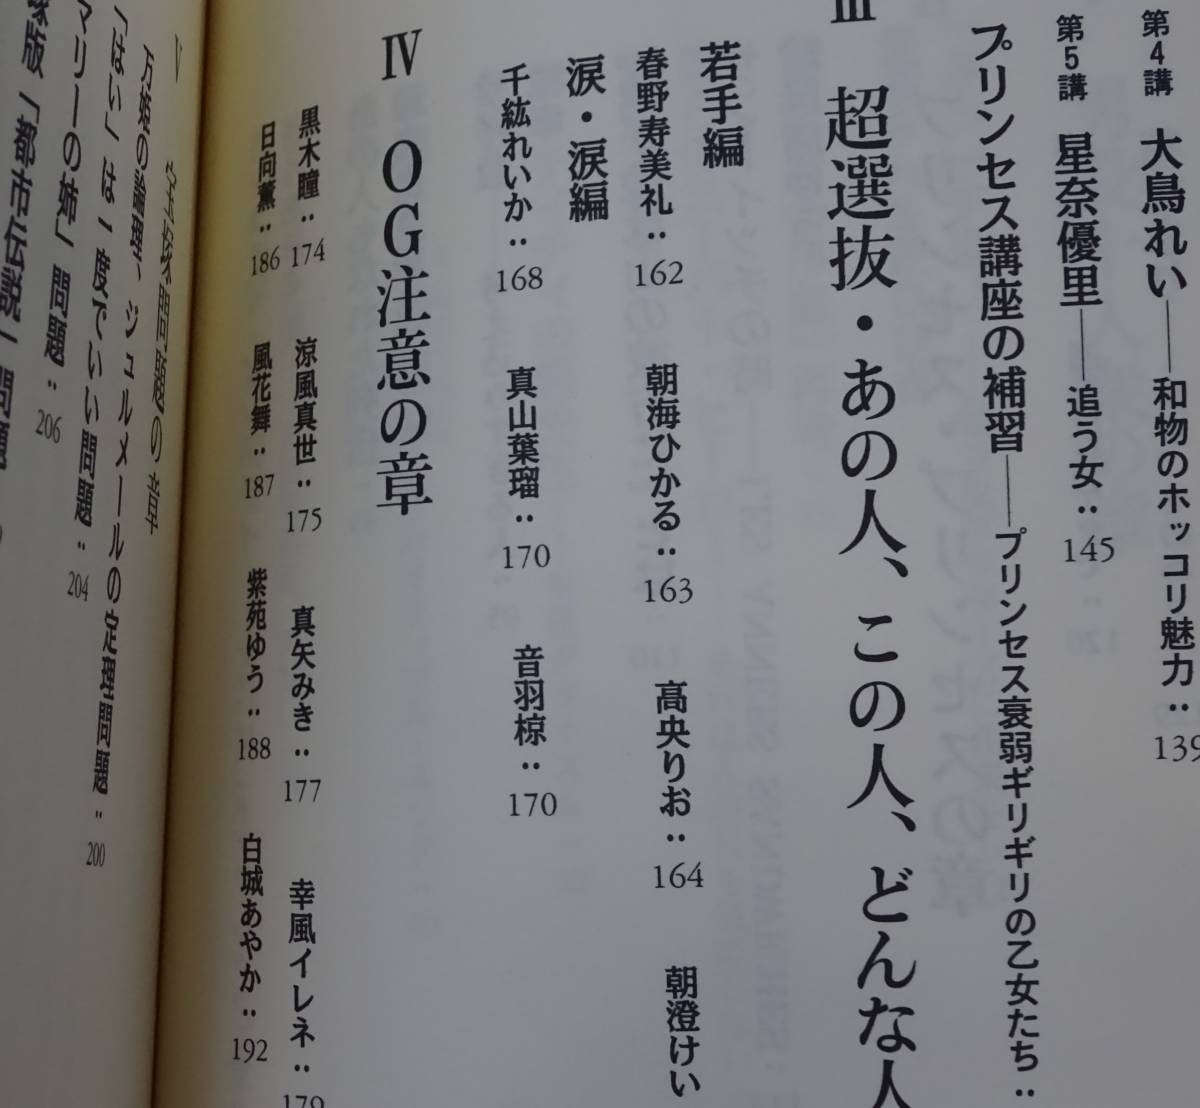 第4講 大鳥れい――和物のホッコリ魅力‥139
第5講 星奈優里――追う女‥145
プリンセス講座の補習――プリンセス衰弱ギリギリの乙女たち‥
III 超選抜・あの人、この人、どんな人
若手編
春野寿美礼‥162 朝海ひかる‥163 高央りお‥164 朝澄けい
涙・涙編
千紘れいか‥168 真山葉瑠‥170 音羽椋‥170
IV OG注意の章
黒木瞳‥174 涼風真世‥175 真矢みき‥177 幸風イレネ‥179
日向薫‥186 風花舞‥187 紫苑ゆう‥188 白城あやか‥192
V
の論理、ジュルメールの定理問題‥200
「はい」は一度でいい問題‥204
マリーの姉」問題‥206
塚版「都市伝説」問題